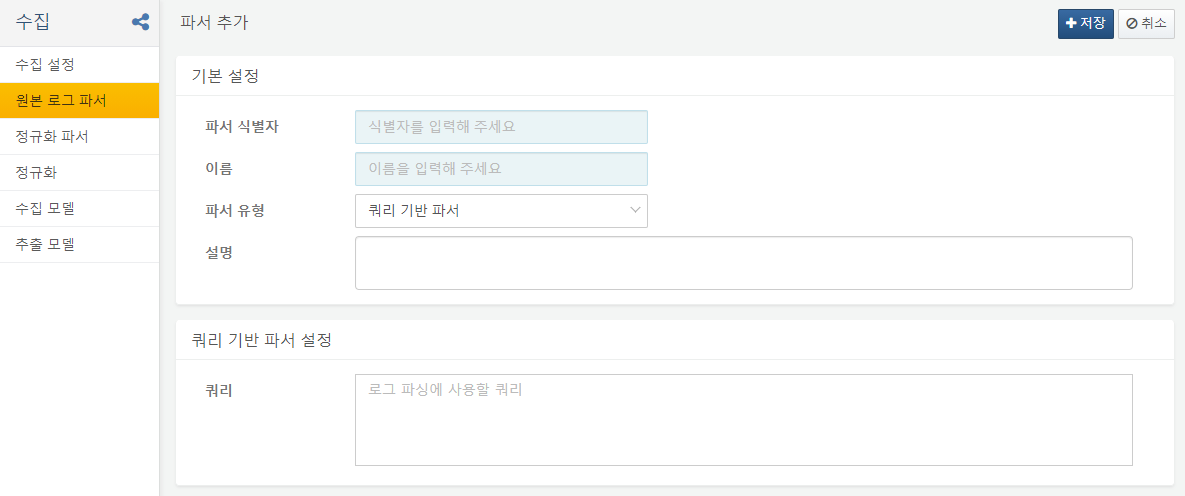 수집
수집 설정
원본 로그 파서
정규화 파서
정규화
수집 모델
추출 모델
파서 추가
저장
취소
기본 설정
파서 식별자
식별자를 입력해 주세요
이름
이름을 입력해 주세요
파서 유형
쿼리 기반 파서
설명
쿼리 기반 파서 설정
쿼리
로그 파싱에 사용할 쿼리